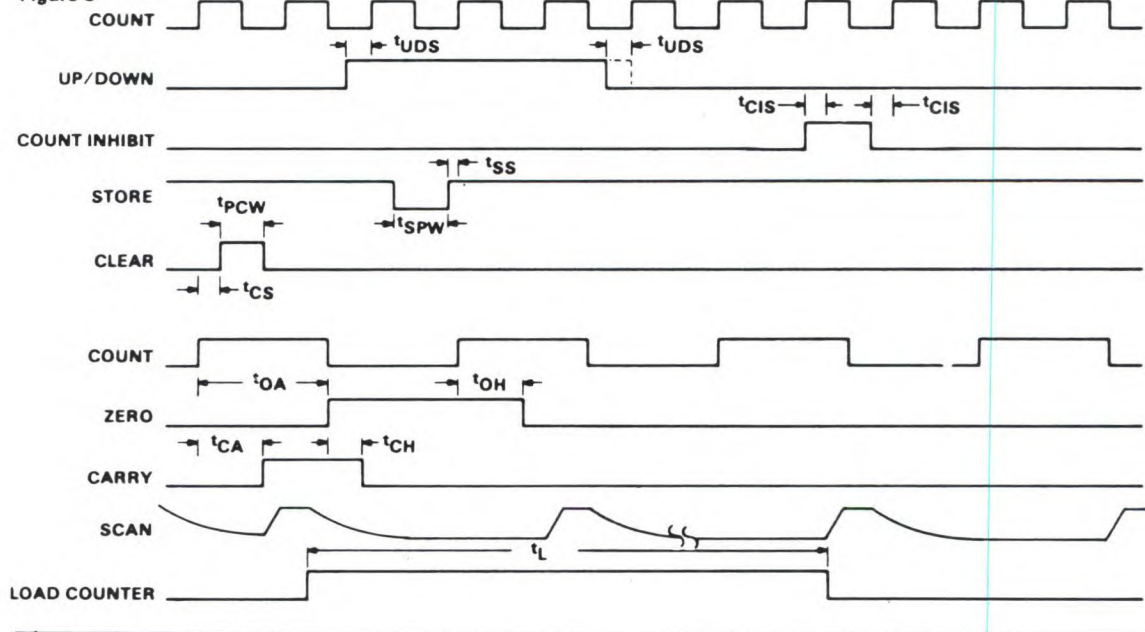 COUNT
tUDS tUDS
UP/DOWN
tCIS tCIS
COUNT INHIBIT
tSS
STORE
tPCW tSPW
CLEAR
tCS
COUNT
tOA tOH
ZERO
tCA tCH
CARRY
SCAN
tL
LOAD COUNTER